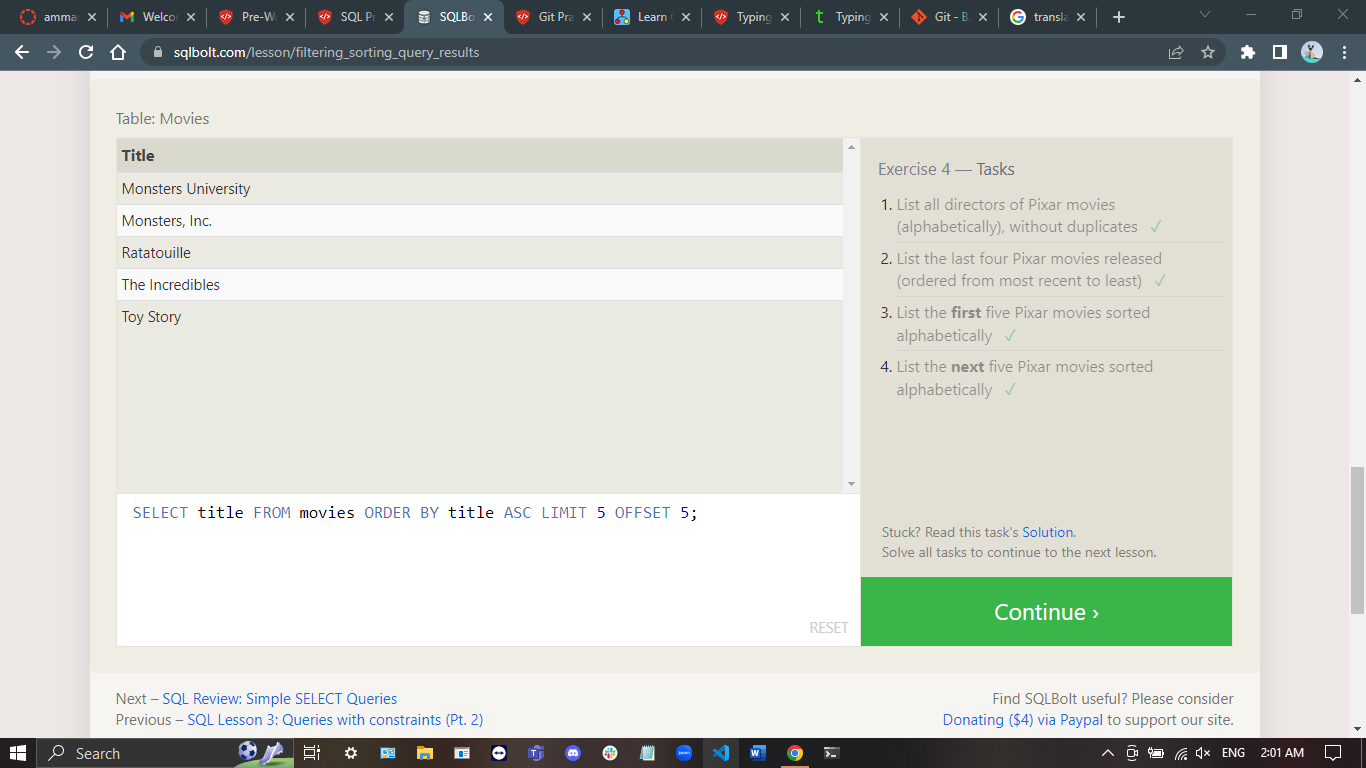 amma
Welco
Pre-W
SQL Pr
SQLBo
Git Pra
Learn
Typing
Typing
Git - B
transla
sqlbolt.com/lesson/filtering_sorting_query_results
Table: Movies
Title
Monsters University
Monsters, Inc.
Ratatouille
The Incredibles
Toy Story
SELECT title FROM movies ORDER BY title ASC LIMIT 5 OFFSET 5;
RESET
Exercise 4 — Tasks
1. List all directors of Pixar movies
(alphabetically), without duplicates ✓
2. List the last four Pixar movies released
(ordered from most recent to least) ✓
3. List the first five Pixar movies sorted
alphabetically ✓
4. List the next five Pixar movies sorted
alphabetically ✓
Stuck? Read this task's Solution.
Solve all tasks to continue to the next lesson.
Continue ›
Next – SQL Review: Simple SELECT Queries
Previous – SQL Lesson 3: Queries with constraints (Pt. 2)
Find SQLBolt useful? Please consider
Donating ($4) via Paypal to support our site.
Search
ENG
2:01 AM